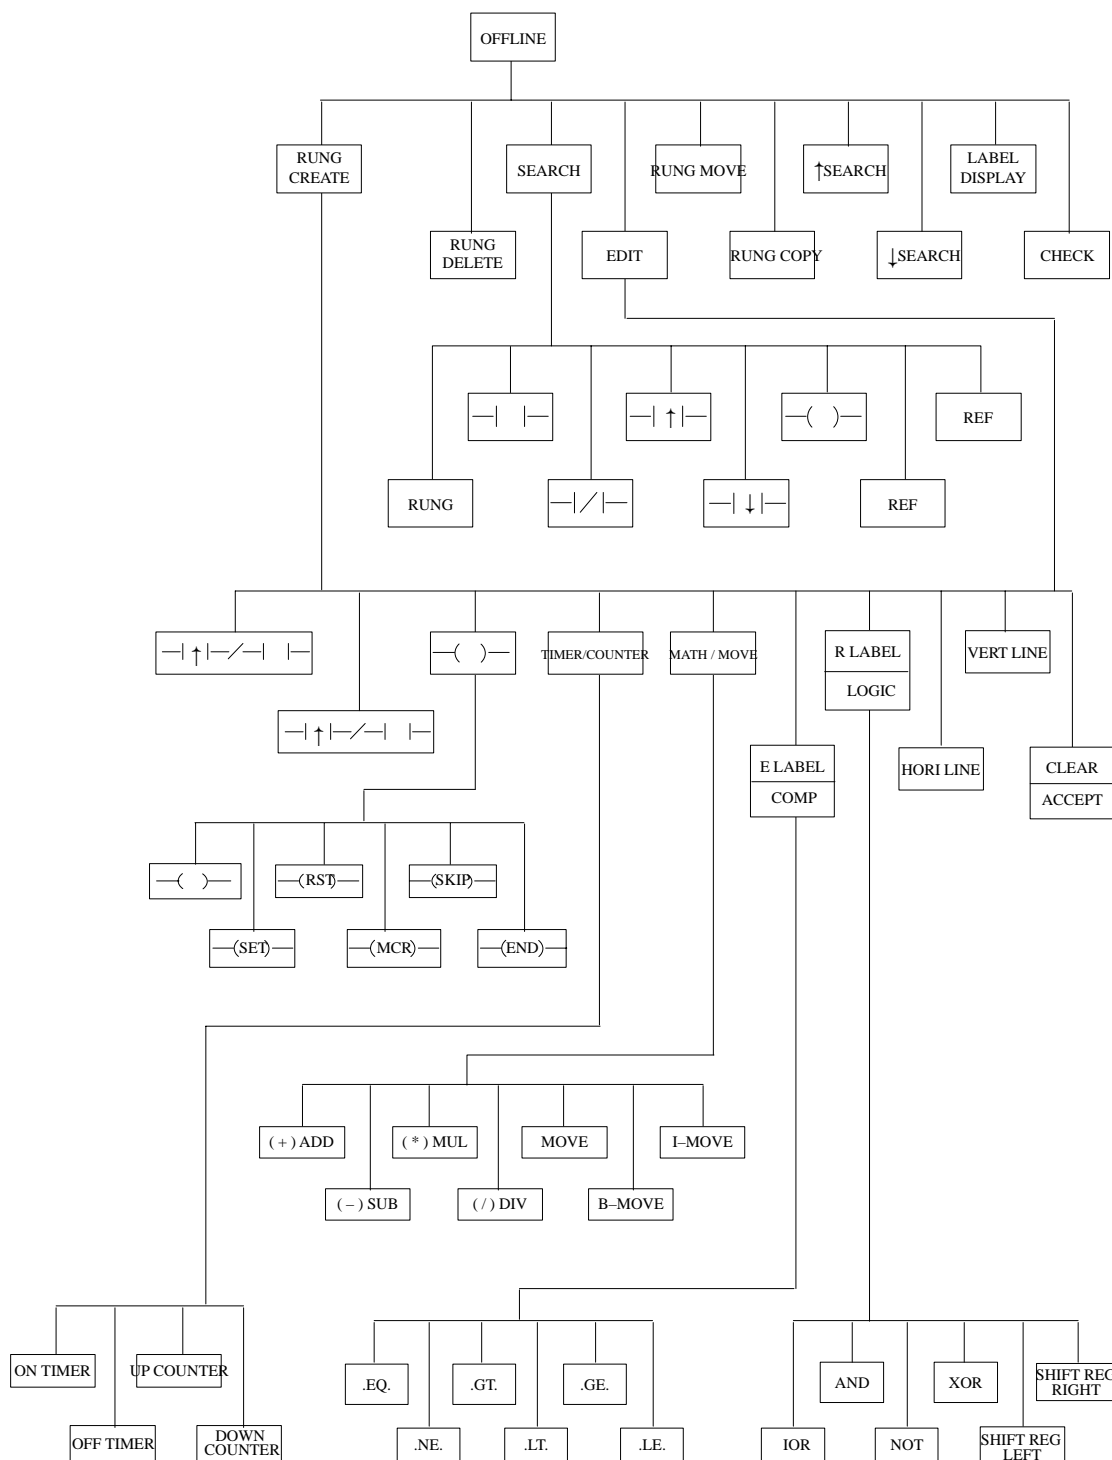 OFFLINE
RUNG
CREATE
SEARCH
RUNG MOVE
↑SEARCH
LABEL
DISPLAY
RUNG
DELETE
EDIT
RUNG COPY
↓SEARCH
CHECK
REF
RUNG
REF
TIMER/COUNTER
MATH / MOVE
R LABEL
LOGIC
VERT LINE
E LABEL
COMP
HORI LINE
CLEAR
ACCEPT
(RST)
(SKIP)
(SET)
(MCR)
(END)
( + ) ADD
( * ) MUL
MOVE
I–MOVE
( – ) SUB
( / ) DIV
B–MOVE
ON TIMER
UP COUNTER
OFF TIMER
DOWN
COUNTER
.EQ.
.GT.
.GE.
.NE.
.LT.
.LE.
AND
XOR
SHIFT REG
RIGHT
IOR
NOT
SHIFT REG
LEFT